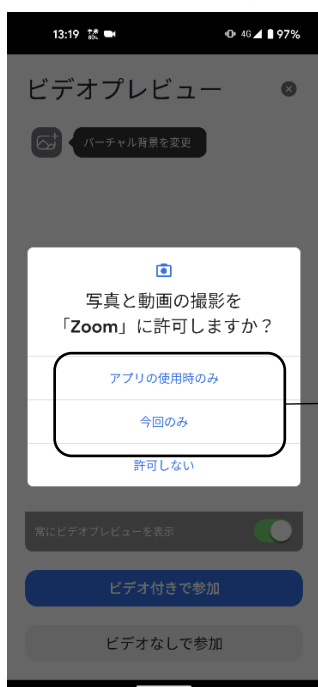 13:19
4G 97%
ビデオプレビュー
バーチャル背景を変更
写真と動画の撮影を
「Zoom」に許可しますか？
アプリの使用時のみ
今回のみ
許可しない
常にビデオプレビューを表示
ビデオ付きで参加
ビデオなしで参加